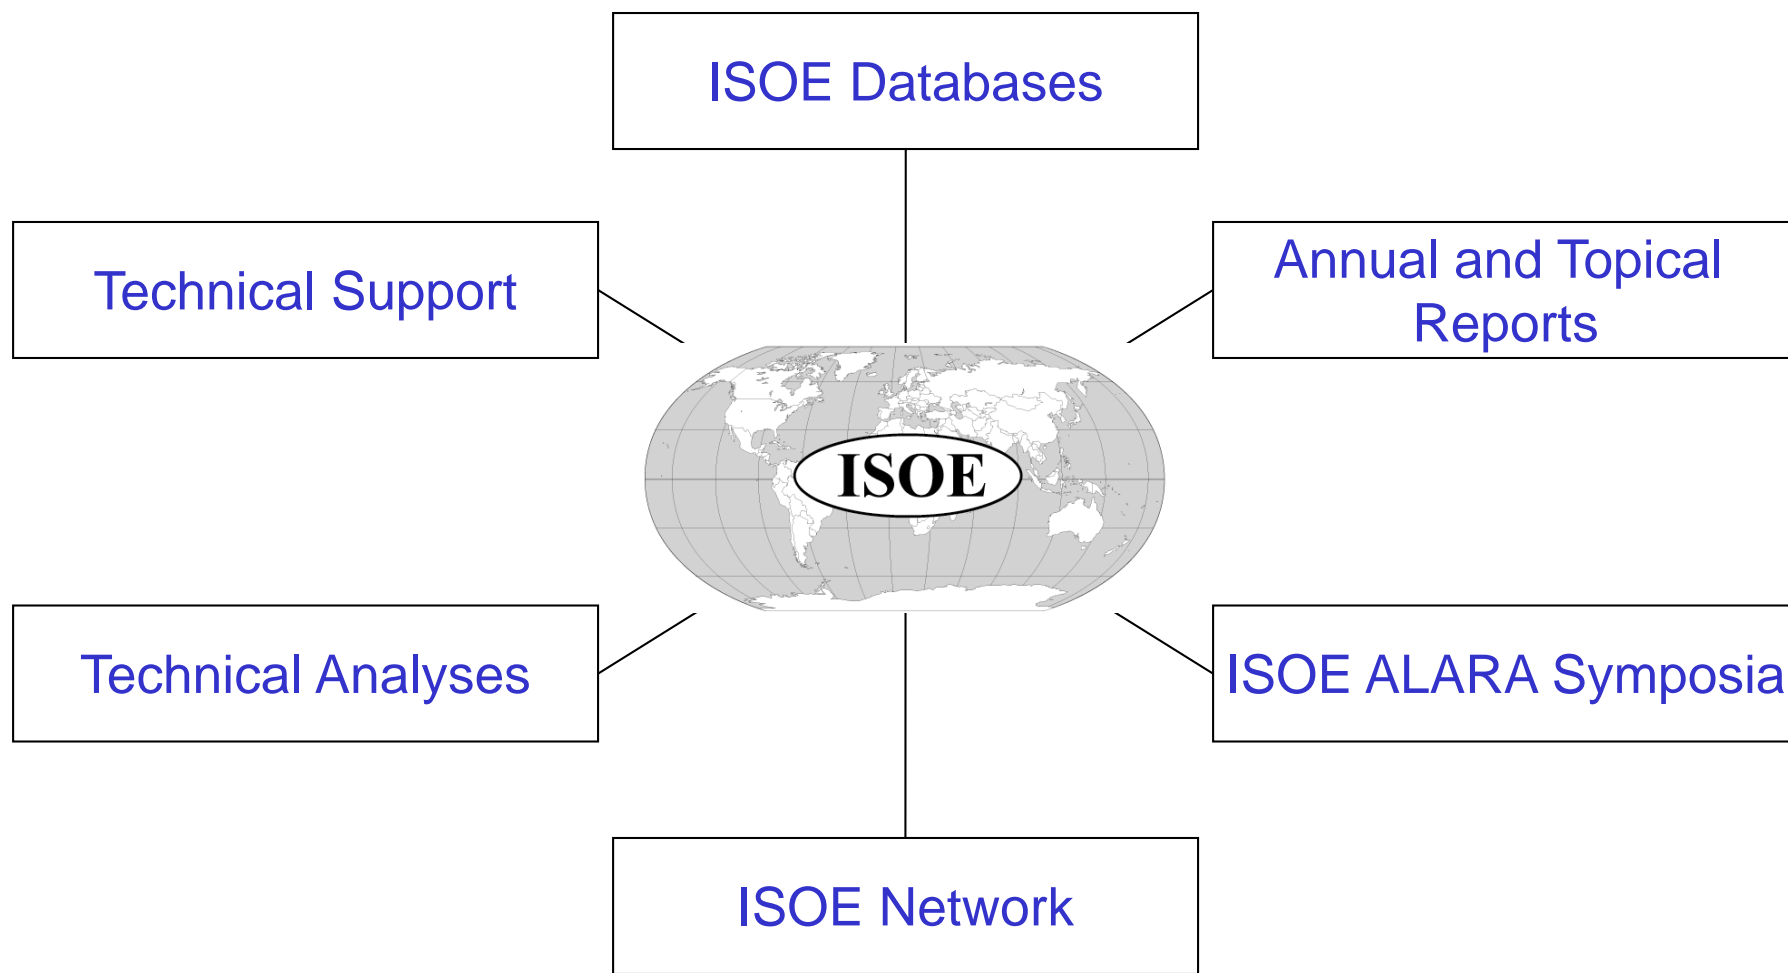 ISOE Databases
Technical Support
Annual and Topical
Reports
ISOE
Technical Analyses
ISOE ALARA Symposia
ISOE Network